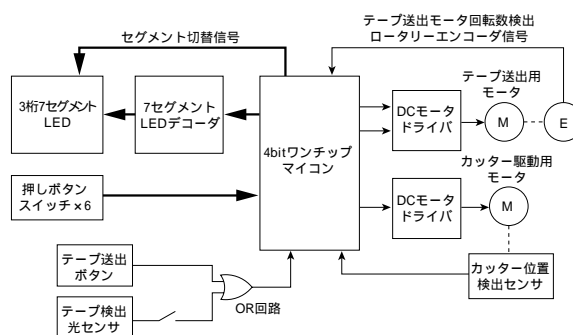 セグメント切替信号
テープ送出モータ回転数検出
ロータリーエンコーダ信号
3桁7セグメント
LED
7セグメント
LEDデコーダ
4bitワンチップ
マイコン
DCモータ
ドライバ
テープ送出用
モータ
M
E
押しボタン
スイッチ×6
DCモータ
ドライバ
カッター駆動用
モータ
M
テープ送出
ボタン
テープ検出
光センサ
OR回路
カッター位置
検出センサ